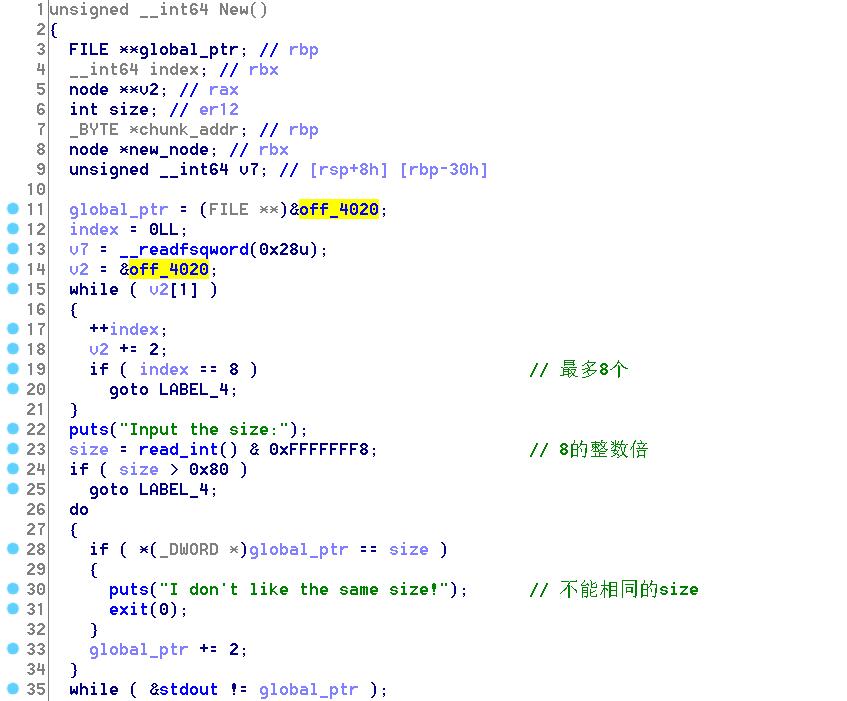 1 unsigned __int64 New()
2 {
3 FILE **global_ptr; // rbp
4 __int64 index; // rbx
5 node **v2; // rax
6 int size; // er12
7 _BYTE *chunk_addr; // rbp
8 node *new_node; // rbx
9 unsigned __int64 v7; // [rsp+8h] [rbp-30h]
10
11 global_ptr = (FILE **)&off_4020;
12 index = 0LL;
13 v7 = __readfsqword(0x28u);
14 v2 = &off_4020;
15 while ( v2[1] )
16 {
17 ++index;
18 v2 += 2;
19 if ( index == 8 ) // 最多8个
20 goto LABEL_4;
21 }
22 puts("Input the size:");
23 size = read_int() & 0xFFFFFFF8; // 8的整数倍
24 if ( size > 0x80 )
25 goto LABEL_4;
26 do
27 {
28 if ( *(_DWORD *)global_ptr == size )
29 {
30 puts("I don't like the same size!"); // 不能相同的size
31 exit(0);
32 }
33 global_ptr += 2;
34 }
35 while ( &stdout != global_ptr );